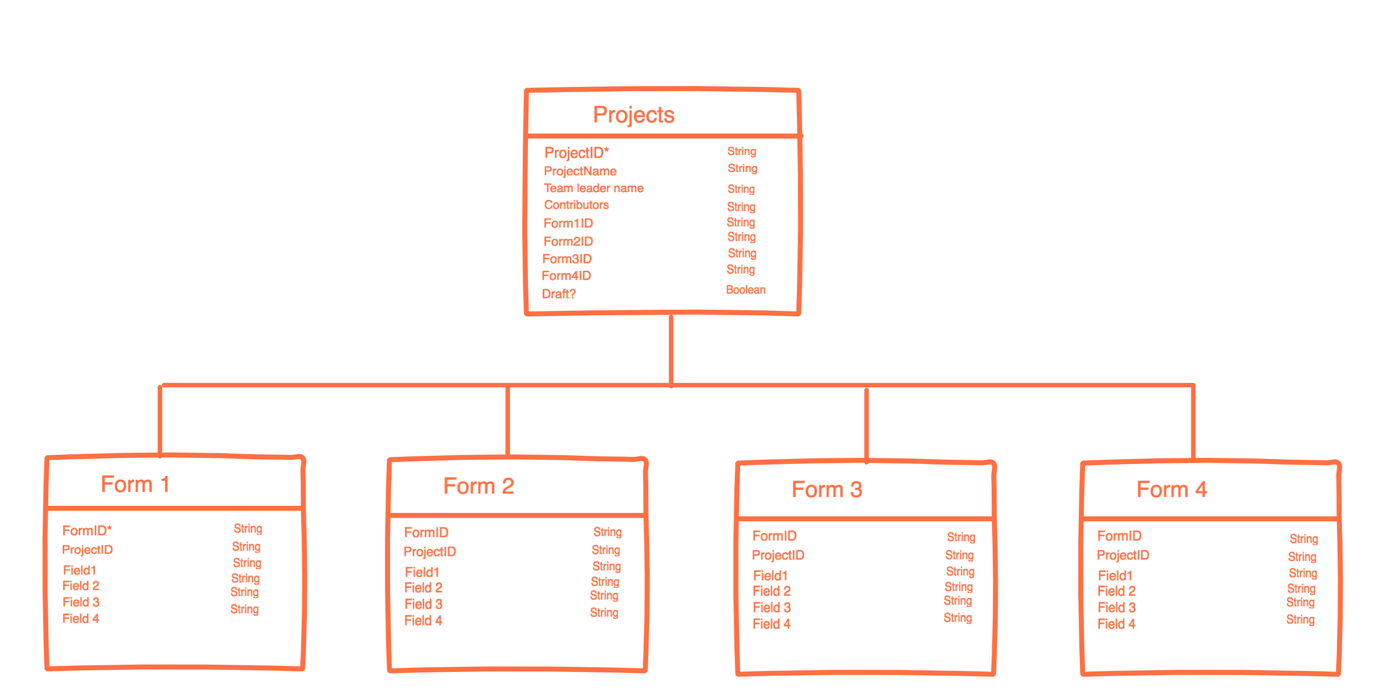 Projects
ProjectID* String
ProjectName String
Team leader name String
Contributors String
Form1ID String
Form2ID String
Form3ID String
Form4ID String
Draft? Boolean
Form 1
FormID* String
ProjectID String
Field1 String
Field 2 String
Field 3 String
Field 4 String
Form 2
FormID String
ProjectID String
Field1 String
Field 2 String
Field 3 String
Field 4 String
Form 3
FormID String
ProjectID String
Field1 String
Field 2 String
Field 3 String
Field 4 String
Form 4
FormID String
ProjectID String
Field1 String
Field 2 String
Field 3 String
Field 4 String